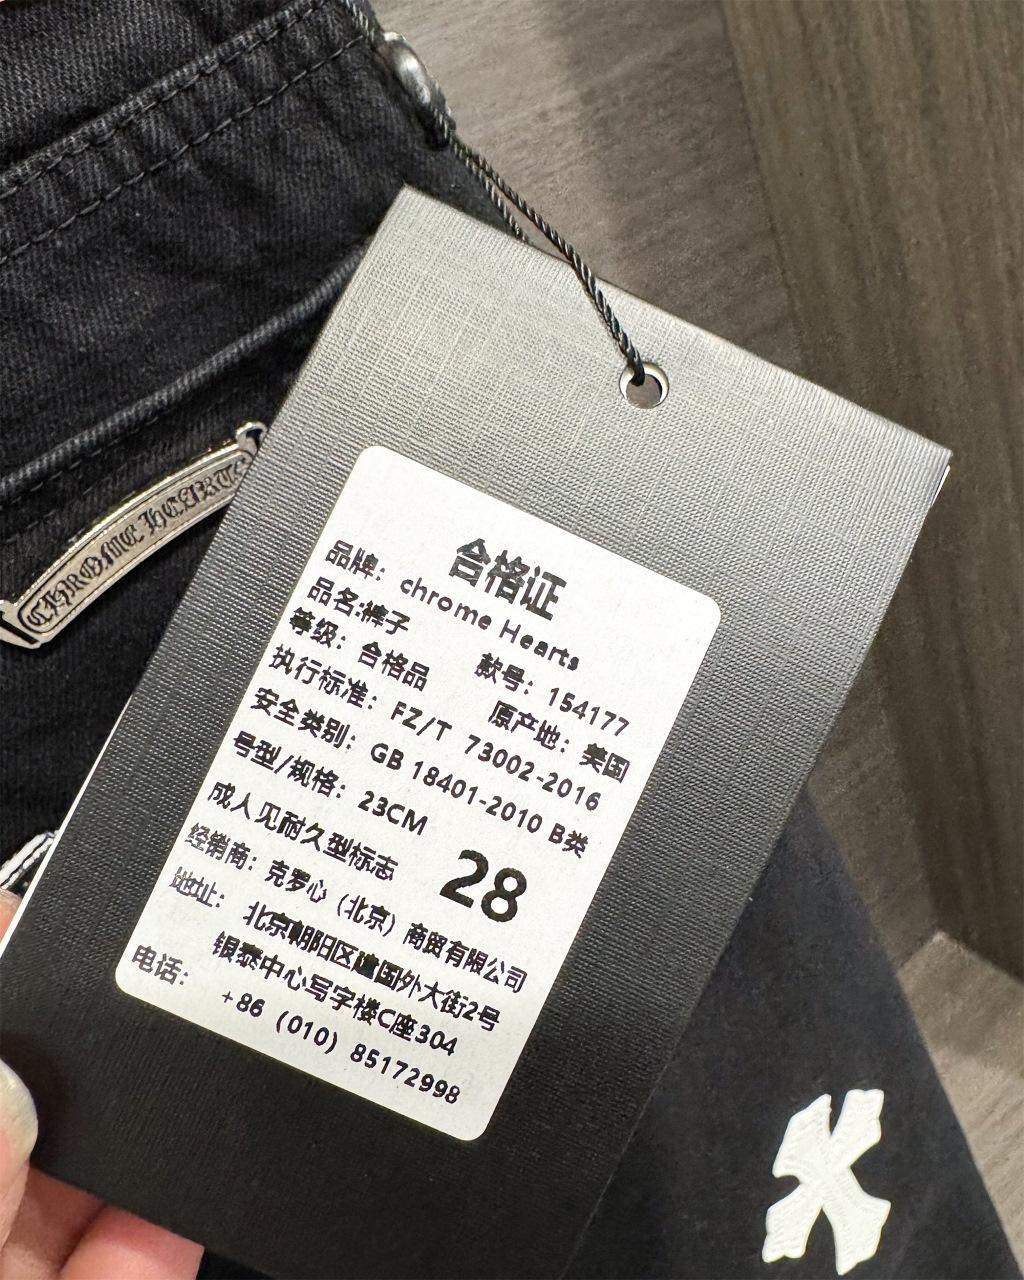 CHROME HEARTS
合格证
品牌: chrome Hearts
品名:裤子 款号: 154177
等级: 合格品 原产地: 美国
执行标准: FZ/T 73002-2016
安全类别: GB 18401-2010 B类
号型/规格: 23CM
成人见耐久型标志 28
经销商: 克罗心 (北京) 商贸有限公司
地址: 北京朝阳区建国外大街2号
银泰中心写字楼C座304
电话: +86 (010) 85172998